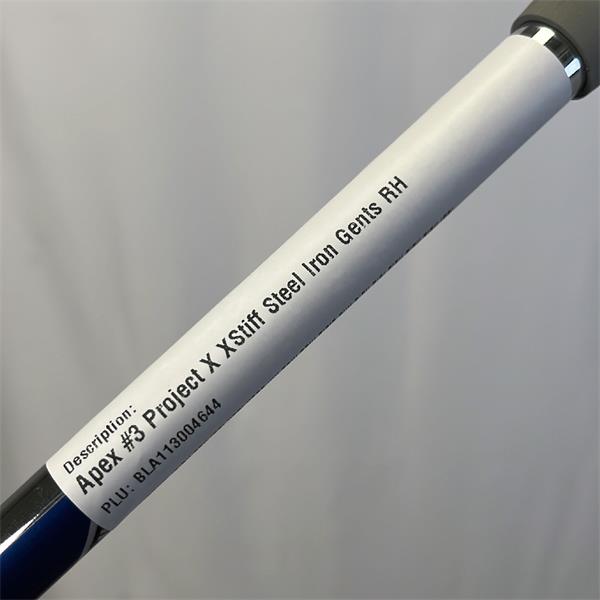 Description:
Apex #3 Project X XStiff Steel Iron Gents RH
PLU: BLA113004644